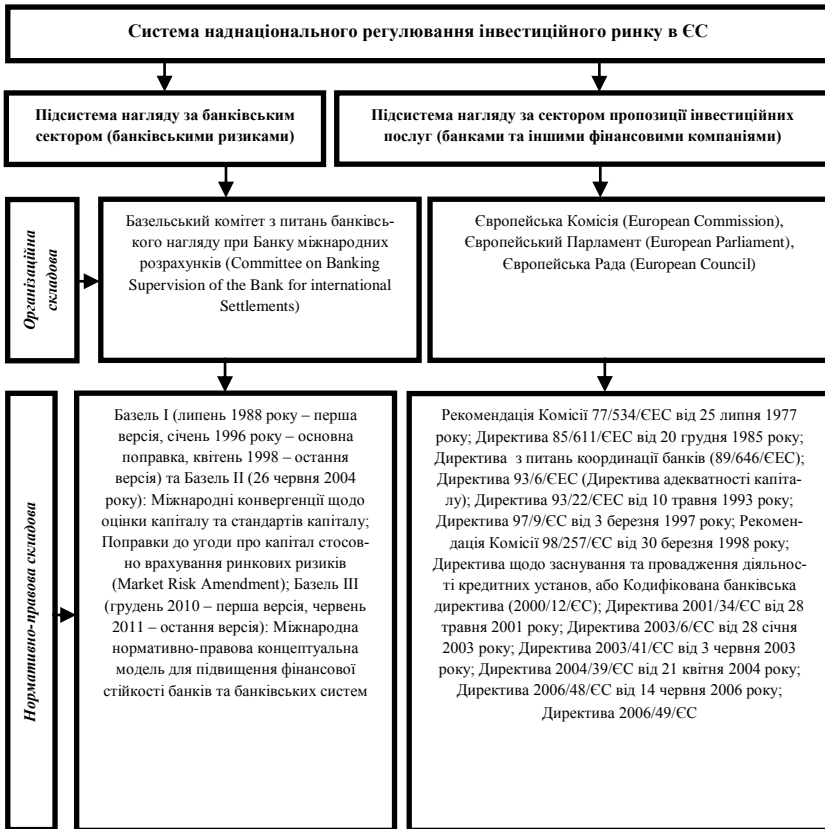 Система наднаціонального регулювання інвестиційного ринку в ЄС
Підсистема нагляду за банківським
сектором (банківськими ризиками)
Підсистема нагляду за сектором пропозиції інвестиційних
послуг (банками та іншими фінансовими компаніями)
Організаційна
складова
Базельський комітет з питань банківсь-
кого нагляду при Банку міжнародних
розрахунків (Committee on Banking
Supervision of the Bank for international
Settlements)
Європейська Комісія (European Commission),
Європейський Парламент (European Parliament),
Європейська Рада (European Council)
Нормативно-правова складова
Базель I (липень 1988 року – перша
версія, січень 1996 року – основна
поправка, квітень 1998 – остання
версія) та Базель II (26 червня 2004
року): Міжнародні конвергенції щодо
оцінки капіталу та стандартів капіталу;
Поправки до угоди про капітал стосов-
но врахування ринкових ризиків
(Market Risk Amendment); Базель III
(грудень 2010 – перша версія, червень
2011 – остання версія): Міжнародна
нормативно-правова концептуальна
модель для підвищення фінансової
стійкості банків та банківських систем
Рекомендація Комісії 77/534/ЄЕС від 25 липня 1977
року; Директива 85/611/ЄЕС від 20 грудня 1985 року;
Директива з питань координації банків (89/646/ЄЕС);
Директива 93/6/ЄЕС (Директива адекватності капіта-
лу); Директива 93/22/ЄЕС від 10 травня 1993 року;
Директива 97/9/ЄС від 3 березня 1997 року; Рекомен-
дація Комісії 98/257/ЄС від 30 березня 1998 року;
Директива щодо заснування та провадження діяльнос-
ті кредитних установ, або Кодифікована банківська
директива (2000/12/ЄС); Директива 2001/34/ЄС від 28
травня 2001 року; Директива 2003/6/ЄС від 28 січня
2003 року; Директива 2003/41/ЄС від 3 червня 2003
року; Директива 2004/39/ЄС від 21 квітня 2004 року;
Директива 2006/48/ЄС від 14 червня 2006 року;
Директива 2006/49/ЄС